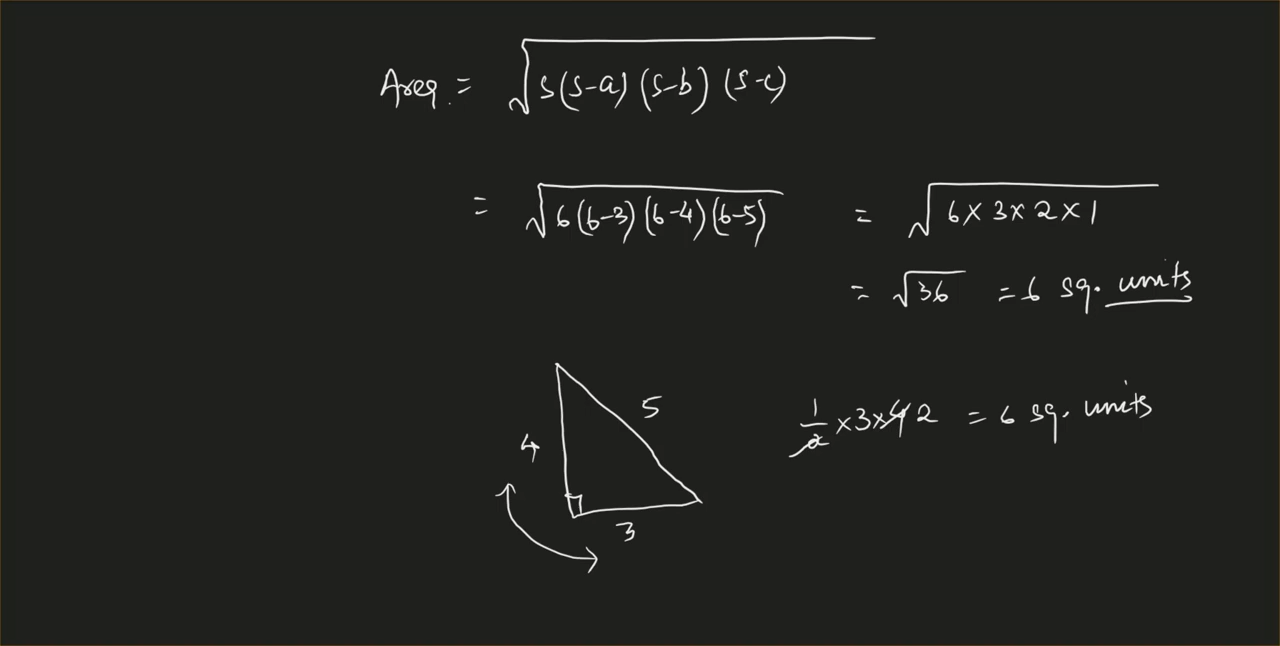 Area = √s(s-a)(s-b)(s-c)
= √6(6-3)(6-4)(6-5) = √6×3×2×1
= √36 = 6 sq. units
5
4
3
1/2 ×3×4 2 = 6 sq. units